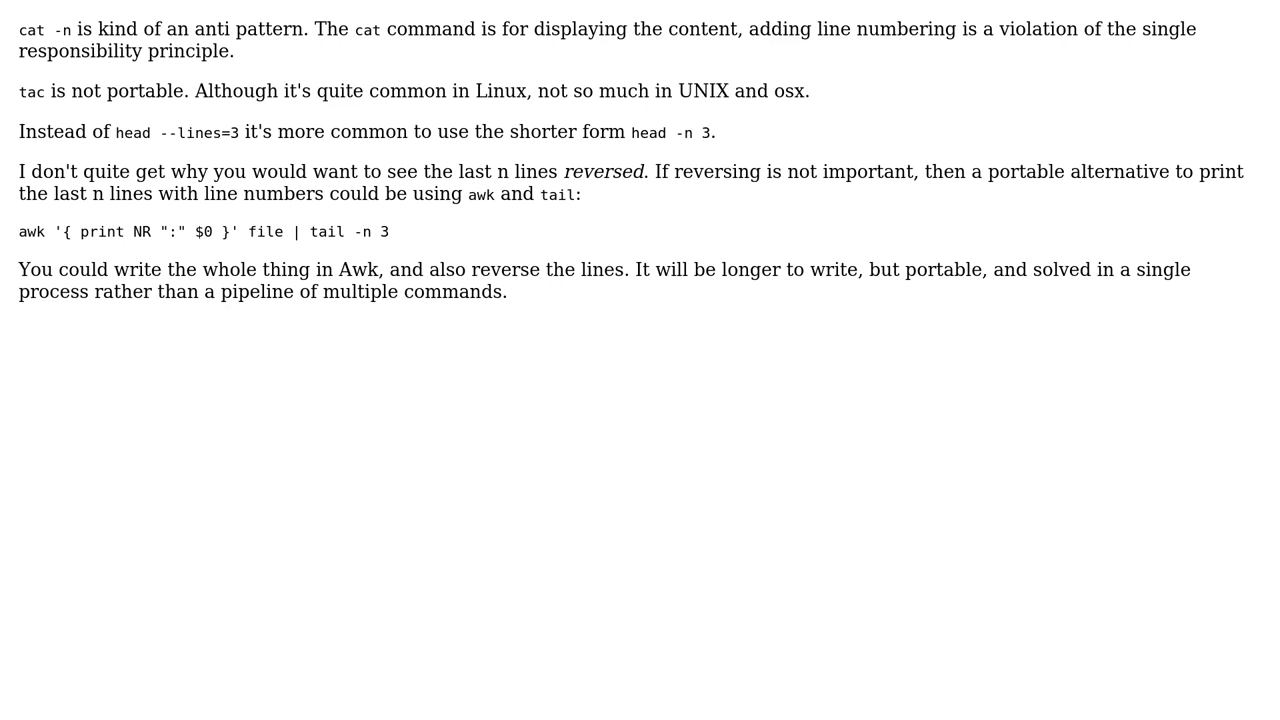 cat -n is kind of an anti pattern. The cat command is for displaying the content, adding line numbering is a violation of the single
responsibility principle.
tac is not portable. Although it's quite common in Linux, not so much in UNIX and osx.
Instead of head --lines=3 it's more common to use the shorter form head -n 3.
I don't quite get why you would want to see the last n lines reversed. If reversing is not important, then a portable alternative to print
the last n lines with line numbers could be using awk and tail:
awk '{ print NR ":" $0 }' file | tail -n 3
You could write the whole thing in Awk, and also reverse the lines. It will be longer to write, but portable, and solved in a single
process rather than a pipeline of multiple commands.